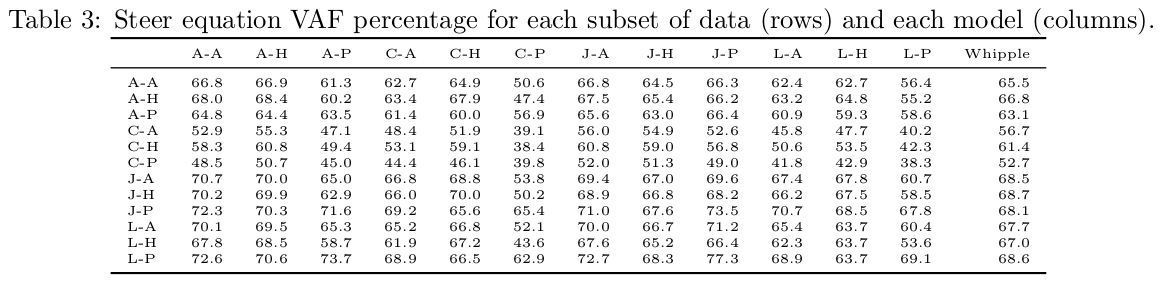 Table 3: Steer equation VAF percentage for each subset of data (rows) and each model (columns).
A-A A-H A-P C-A C-H C-P J-A J-H J-P L-A L-H L-P Whipple
A-A 66.8 66.9 61.3 62.7 64.9 50.6 66.8 64.5 66.3 62.4 62.7 56.4 65.5
A-H 68.0 68.4 60.2 63.4 67.9 47.4 67.5 65.4 66.2 63.2 64.8 55.2 66.8
A-P 64.8 64.4 63.5 61.4 60.0 56.9 65.6 63.0 66.4 60.9 59.3 58.6 63.1
C-A 52.9 55.3 47.1 48.4 51.9 39.1 56.0 54.9 52.6 45.8 47.7 40.2 56.7
C-H 58.3 60.8 49.4 53.1 59.1 38.4 60.8 59.0 56.8 50.6 53.5 42.3 61.4
C-P 48.5 50.7 45.0 44.4 46.1 39.8 52.0 51.3 49.0 41.8 42.9 38.3 52.7
J-A 70.7 70.0 65.0 66.8 68.8 53.8 69.4 67.0 69.6 67.4 67.8 60.7 68.5
J-H 70.2 69.9 62.9 66.0 70.0 50.2 68.9 66.8 68.2 66.2 67.5 58.5 68.7
J-P 72.3 70.3 71.6 69.2 65.6 65.4 71.0 67.6 73.5 70.7 68.5 67.8 68.1
L-A 70.1 69.5 65.3 65.2 66.8 52.1 70.0 66.7 71.2 65.4 63.7 60.4 67.7
L-H 67.8 68.5 58.7 61.9 67.2 43.6 67.6 65.2 66.4 62.3 63.7 53.6 67.0
L-P 72.6 70.6 73.7 68.9 66.5 62.9 72.7 68.3 77.3 68.9 63.7 69.1 68.6